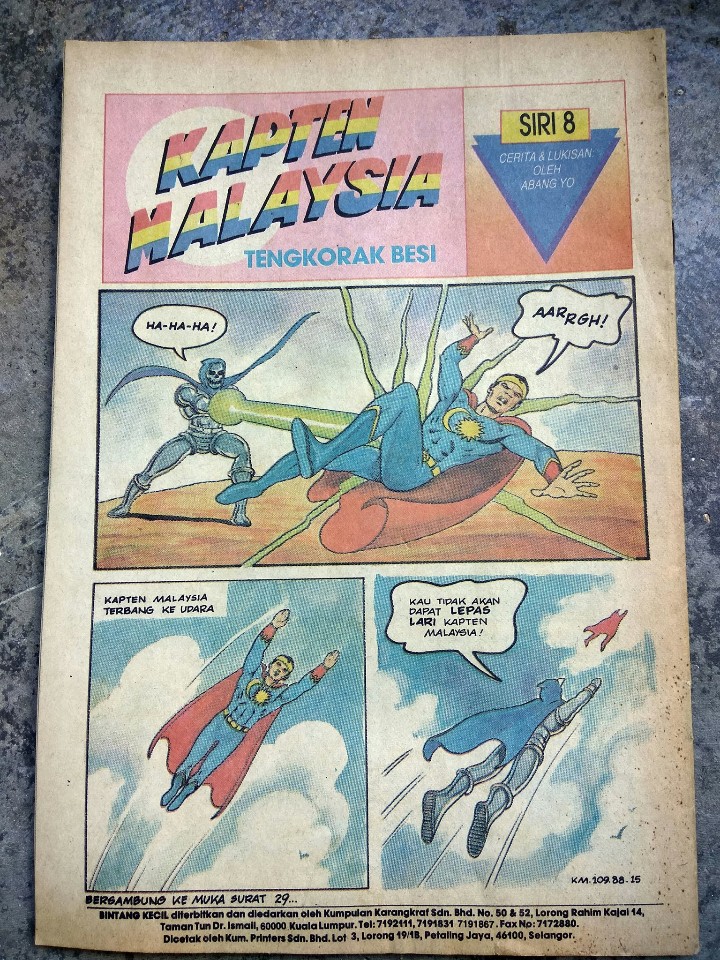 KAPTEN
MALAYSIA
TENGKORAK BESI
SIRI 8
CERITA & LUKISAN
OLEH
ABANG YO
HA-HA-HA!
AARRGH!
KAPTEN MALAYSIA
TERBANG KE UDARA
KAU TIDAK AKAN
DAPAT LEPAS
LARI KAPTEN
MALAYSIA!
KM.109.88-15
BERSAMBUNG KE MUKA SURAT 29...
BINTANG KECIL diterbitkan dan diedarkan oleh Kumpulan Karangkraf Sdn. Bhd. No. 50 & 52, Lorong Rahim Kajai 14,
Taman Tun Dr. Ismail, 60000 Kuala Lumpur. Tel: 7192111, 7191831 7191867. Fax No: 7172880.
Dicetak oleh Kum. Printers Sdn. Bhd. Lot 3, Lorong 19/1B, Petaling Jaya, 46100, Selangor.